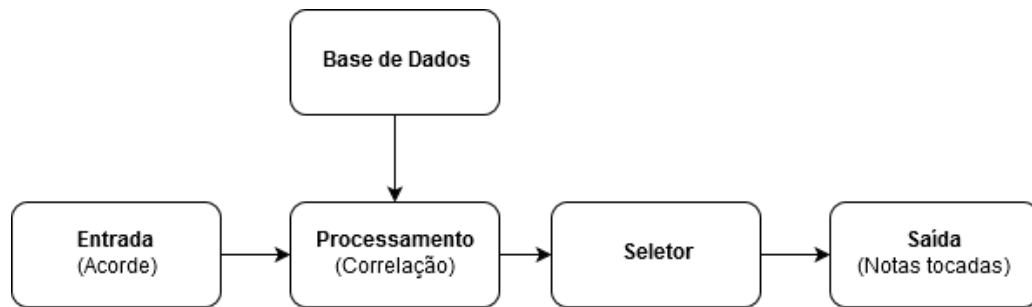 Base de Dados
Entrada
(Acorde)
Processamento
(Correlação)
Seletor
Saída
(Notas tocadas)